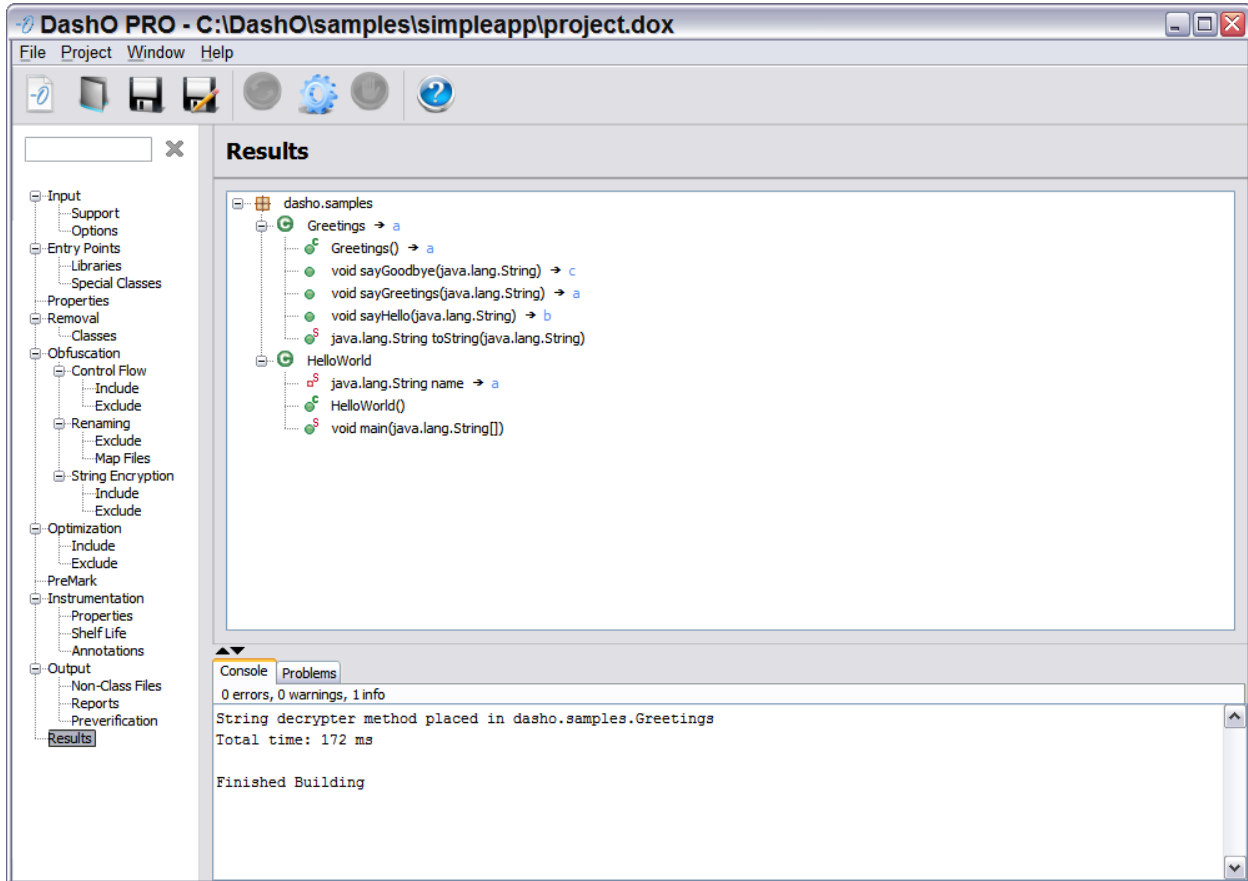 DashO PRO - C:\DashO\samples\simpleapp\project.dox
File Project Window Help
Results
Input
Support
Options
Entry Points
Libraries
Special Classes
Properties
Removal
Classes
Obfuscation
Control Flow
Include
Exclude
Renaming
Exclude
Map Files
String Encryption
Include
Exclude
Optimization
Include
Exclude
PreMark
Instrumentation
Properties
Shelf Life
Annotations
Output
Non-Class Files
Reports
Preverification
Results
dasho.samples
Greetings → a
Greetings() → a
void sayGoodbye(java.lang.String) → c
void sayGreetings(java.lang.String) → a
void sayHello(java.lang.String) → b
java.lang.String toString(java.lang.String)
HelloWorld
java.lang.String name → a
HelloWorld()
void main(java.lang.String[])
Console Problems
0 errors, 0 warnings, 1 info
String decrypter method placed in dasho.samples.Greetings
Total time: 172 ms
Finished Building